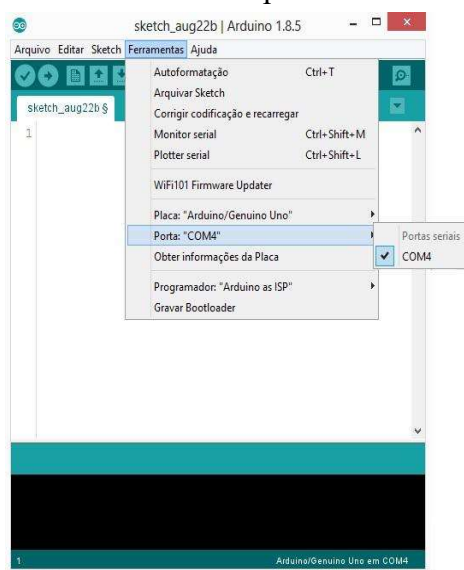 sketch_aug22b | Arduino 1.8.5
Arquivo Editar Sketch Ferramentas Ajuda
sketch_aug22b §
1
Autoformatação Ctrl+T
Arquivar Sketch
Corrigir codificação e recarregar
Monitor serial Ctrl+Shift+M
Plotter serial Ctrl+Shift+L
WiFi101 Firmware Updater
Placa: "Arduino/Genuino Uno"
Porta: "COM4"
Portas seriais
COM4
Obter informações da Placa
Programador: "Arduino as ISP"
Gravar Bootloader
1 Arduino/Genuino Uno em COM4